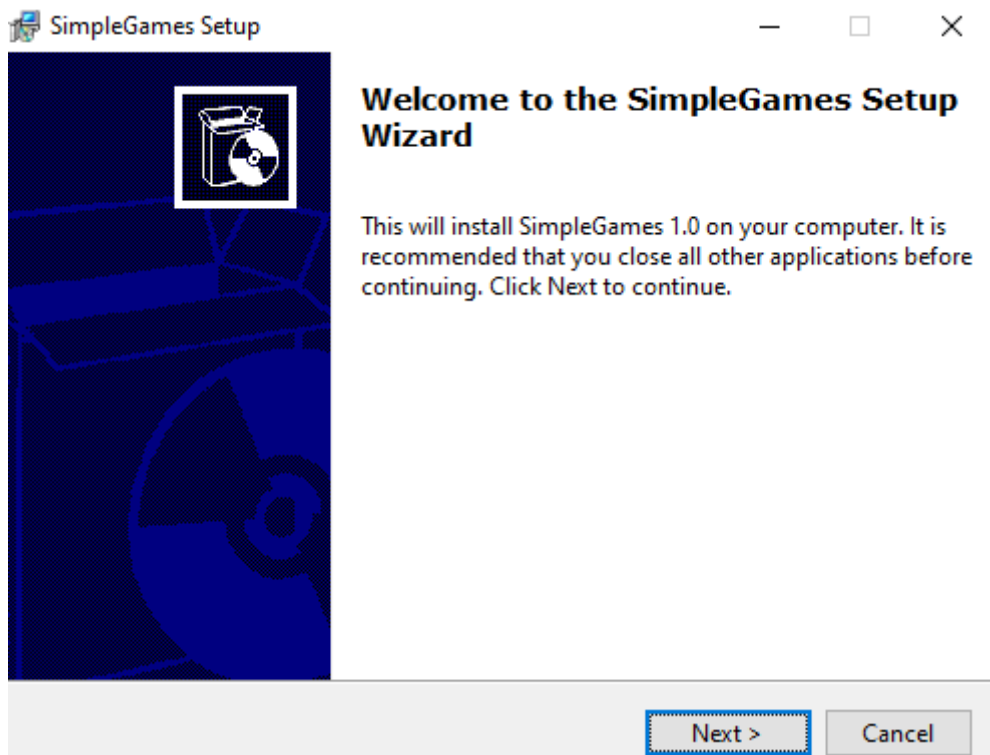 SimpleGames Setup
Welcome to the SimpleGames Setup
Wizard
This will install SimpleGames 1.0 on your computer. It is
recommended that you close all other applications before
continuing. Click Next to continue.
Next >
Cancel